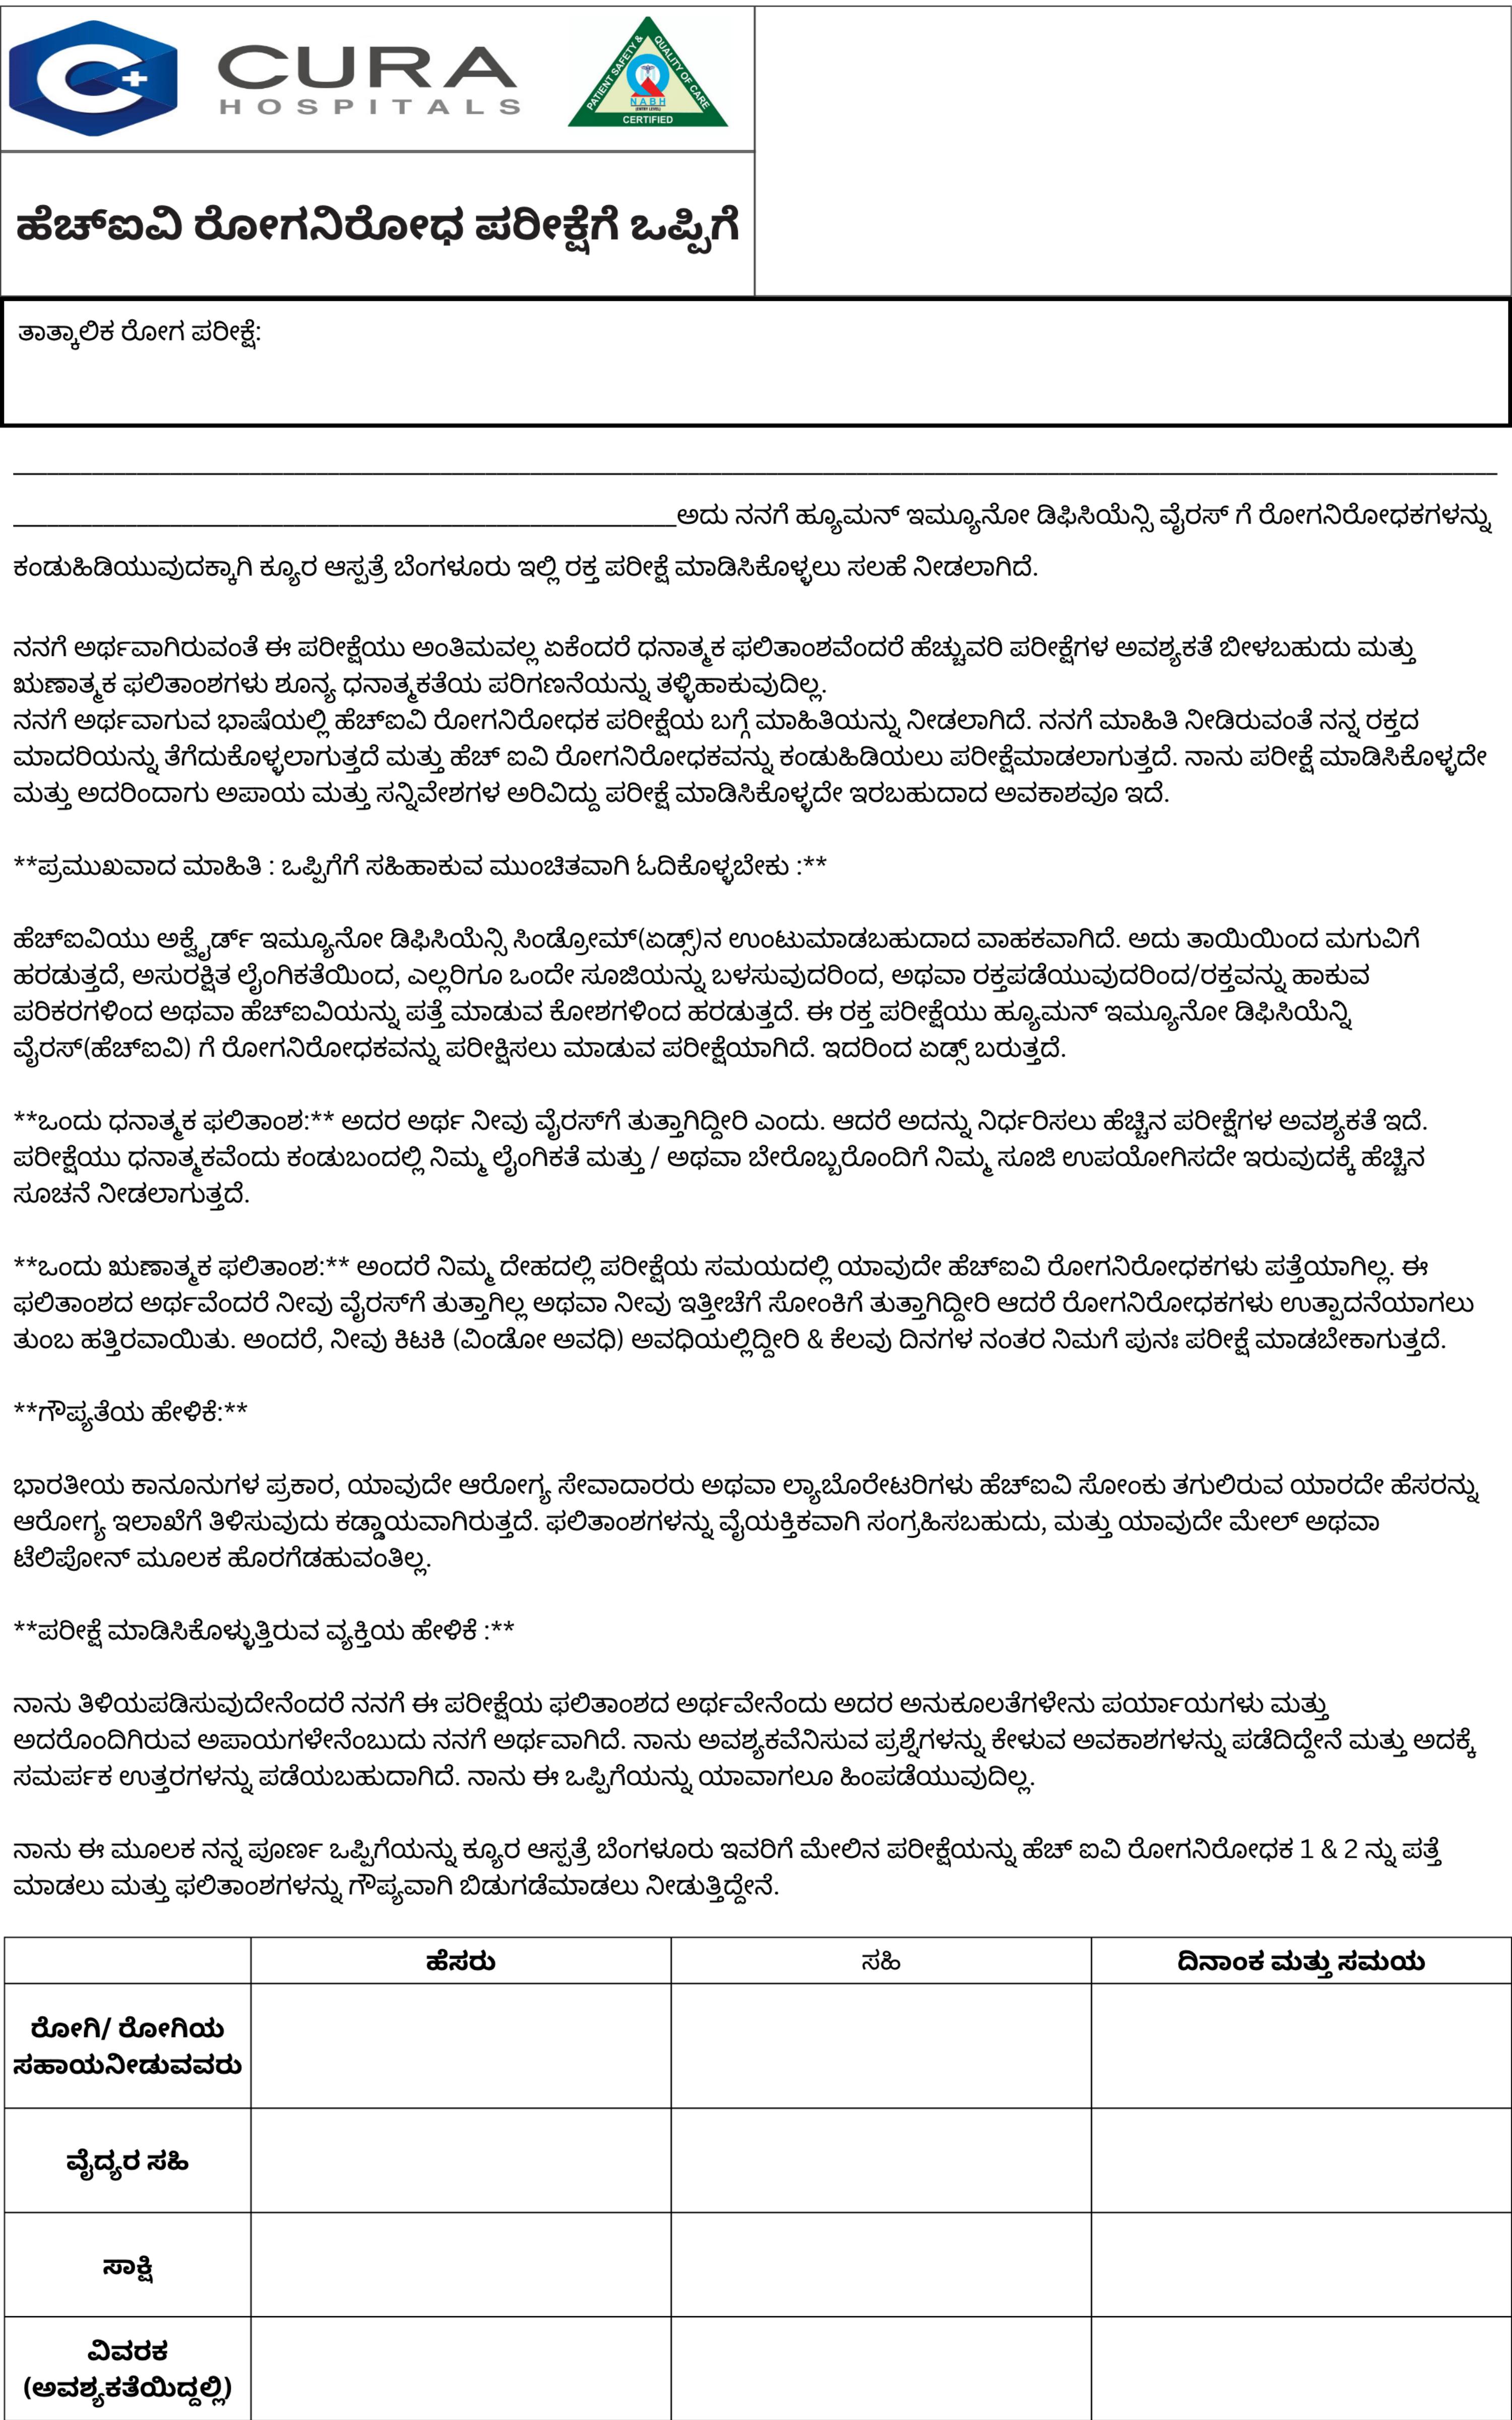 CURA
HOSPITALS
PATIENT SAFETY & QUALITY OF CARE
NABH
(ENTRY LEVEL)
CERTIFIED
ಹೆಚ್ಐವಿ ರೋಗನಿರೋಧ ಪರೀಕ್ಷೆಗೆ ಒಪ್ಪಿಗೆ
ತಾತ್ಕಾಲಿಕ ರೋಗ ಪರೀಕ್ಷೆ:
ಅದು ನನಗೆ ಹ್ಯೂಮನ್ ಇಮ್ಯೂನೋ ಡಿಫಿಸಿಯೆನ್ಸಿ ವೈರಸ್ ಗೆ ರೋಗನಿರೋಧಕಗಳನ್ನು
ಕಂಡುಹಿಡಿಯುವುದಕ್ಕಾಗಿ ಕ್ಯೂರ ಆಸ್ಪತ್ರೆ ಬೆಂಗಳೂರು ಇಲ್ಲಿ ರಕ್ತ ಪರೀಕ್ಷೆ ಮಾಡಿಸಿಕೊಳ್ಳಲು ಸಲಹೆ ನೀಡಲಾಗಿದೆ.
ನನಗೆ ಅರ್ಥವಾಗಿರುವಂತೆ ಈ ಪರೀಕ್ಷೆಯು ಅಂತಿಮವಲ್ಲ ಏಕೆಂದರೆ ಧನಾತ್ಮಕ ಫಲಿತಾಂಶವೆಂದರೆ ಹೆಚ್ಚುವರಿ ಪರೀಕ್ಷೆಗಳ ಅವಶ್ಯಕತೆ ಬೀಳಬಹುದು ಮತ್ತು
ಋಣಾತ್ಮಕ ಫಲಿತಾಂಶಗಳು ಶೂನ್ಯ ಧನಾತ್ಮಕತೆಯ ಪರಿಗಣನೆಯನ್ನು ತಳ್ಳಿಹಾಕುವುದಿಲ್ಲ.
ನನಗೆ ಅರ್ಥವಾಗುವ ಭಾಷೆಯಲ್ಲಿ ಹೆಚ್ಐವಿ ರೋಗನಿರೋಧಕ ಪರೀಕ್ಷೆಯ ಬಗ್ಗೆ ಮಾಹಿತಿಯನ್ನು ನೀಡಲಾಗಿದೆ. ನನಗೆ ಮಾಹಿತಿ ನೀಡಿರುವಂತೆ ನನ್ನ ರಕ್ತದ
ಮಾದರಿಯನ್ನು ತೆಗೆದುಕೊಳ್ಳಲಾಗುತ್ತದೆ ಮತ್ತು ಹೆಚ್ ಐವಿ ರೋಗನಿರೋಧಕವನ್ನು ಕಂಡುಹಿಡಿಯಲು ಪರೀಕ್ಷೆಮಾಡಲಾಗುತ್ತದೆ. ನಾನು ಪರೀಕ್ಷೆ ಮಾಡಿಸಿಕೊಳ್ಳದೇ
ಮತ್ತು ಅದರಿಂದಾಗು ಅಪಾಯ ಮತ್ತು ಸನ್ನಿವೇಶಗಳ ಅರಿವಿದ್ದು ಪರೀಕ್ಷೆ ಮಾಡಿಸಿಕೊಳ್ಳದೇ ಇರಬಹುದಾದ ಅವಕಾಶವೂ ಇದೆ.
**ಪ್ರಮುಖವಾದ ಮಾಹಿತಿ : ಒಪ್ಪಿಗೆಗೆ ಸಹಿಹಾಕುವ ಮುಂಚಿತವಾಗಿ ಓದಿಕೊಳ್ಳಬೇಕು :**
ಹೆಚ್ಐವಿಯು ಅಕ್ವೈರ್ಡ್ ಇಮ್ಯೂನೋ ಡಿಫಿಸಿಯೆನ್ಸಿ ಸಿಂಡ್ರೋಮ್(ಏಡ್ಸ್)ನ ಉಂಟುಮಾಡಬಹುದಾದ ವಾಹಕವಾಗಿದೆ. ಅದು ತಾಯಿಯಿಂದ ಮಗುವಿಗೆ
ಹರಡುತ್ತದೆ, ಅಸುರಕ್ಷಿತ ಲೈಂಗಿಕತೆಯಿಂದ, ಎಲ್ಲರಿಗೂ ಒಂದೇ ಸೂಜಿಯನ್ನು ಬಳಸುವುದರಿಂದ, ಅಥವಾ ರಕ್ತಪಡೆಯುವುದರಿಂದ/ರಕ್ತವನ್ನು ಹಾಕುವ
ಪರಿಕರಗಳಿಂದ ಅಥವಾ ಹೆಚ್ಐವಿಯನ್ನು ಪತ್ತೆ ಮಾಡುವ ಕೋಶಗಳಿಂದ ಹರಡುತ್ತದೆ. ಈ ರಕ್ತ ಪರೀಕ್ಷೆಯು ಹ್ಯೂಮನ್ ಇಮ್ಯೂನೋ ಡಿಫಿಸಿಯೆನ್ಸಿ
ವೈರಸ್(ಹೆಚ್ಐವಿ) ಗೆ ರೋಗನಿರೋಧಕವನ್ನು ಪರೀಕ್ಷಿಸಲು ಮಾಡುವ ಪರೀಕ್ಷೆಯಾಗಿದೆ. ಇದರಿಂದ ಏಡ್ಸ್ ಬರುತ್ತದೆ.
**ಒಂದು ಧನಾತ್ಮಕ ಫಲಿತಾಂಶ:** ಅದರ ಅರ್ಥ ನೀವು ವೈರಸ್‌ಗೆ ತುತ್ತಾಗಿದ್ದೀರಿ ಎಂದು. ಆದರೆ ಅದನ್ನು ನಿರ್ಧರಿಸಲು ಹೆಚ್ಚಿನ ಪರೀಕ್ಷೆಗಳ ಅವಶ್ಯಕತೆ ಇದೆ.
ಪರೀಕ್ಷೆಯು ಧನಾತ್ಮಕವೆಂದು ಕಂಡುಬಂದಲ್ಲಿ ನಿಮ್ಮ ಲೈಂಗಿಕತೆ ಮತ್ತು / ಅಥವಾ ಬೇರೊಬ್ಬರೊಂದಿಗೆ ನಿಮ್ಮ ಸೂಜಿ ಉಪಯೋಗಿಸದೇ ಇರುವುದಕ್ಕೆ ಹೆಚ್ಚಿನ
ಸೂಚನೆ ನೀಡಲಾಗುತ್ತದೆ.
**ಒಂದು ಋಣಾತ್ಮಕ ಫಲಿತಾಂಶ:** ಅಂದರೆ ನಿಮ್ಮ ದೇಹದಲ್ಲಿ ಪರೀಕ್ಷೆಯ ಸಮಯದಲ್ಲಿ ಯಾವುದೇ ಹೆಚ್ಐವಿ ರೋಗನಿರೋಧಕಗಳು ಪತ್ತೆಯಾಗಿಲ್ಲ. ಈ
ಫಲಿತಾಂಶದ ಅರ್ಥವೆಂದರೆ ನೀವು ವೈರಸ್‌ಗೆ ತುತ್ತಾಗಿಲ್ಲ ಅಥವಾ ನೀವು ಇತ್ತೀಚೆಗೆ ಸೋಂಕಿಗೆ ತುತ್ತಾಗಿದ್ದೀರಿ ಆದರೆ ರೋಗನಿರೋಧಕಗಳು ಉತ್ಪಾದನೆಯಾಗಲು
ತುಂಬ ಹತ್ತಿರವಾಯಿತು. ಅಂದರೆ, ನೀವು ಕಿಟಕಿ (ವಿಂಡೋ ಅವಧಿ) ಅವಧಿಯಲ್ಲಿದ್ದೀರಿ & ಕೆಲವು ದಿನಗಳ ನಂತರ ನಿಮಗೆ ಪುನಃ ಪರೀಕ್ಷೆ ಮಾಡಬೇಕಾಗುತ್ತದೆ.
**ಗೌಪ್ಯತೆಯ ಹೇಳಿಕೆ:**
ಭಾರತೀಯ ಕಾನೂನುಗಳ ಪ್ರಕಾರ, ಯಾವುದೇ ಆರೋಗ್ಯ ಸೇವಾದಾರರು ಅಥವಾ ಲ್ಯಾಬೊರೇಟರಿಗಳು ಹೆಚ್ಐವಿ ಸೋಂಕು ತಗುಲಿರುವ ಯಾರದೇ ಹೆಸರನ್ನು
ಆರೋಗ್ಯ ಇಲಾಖೆಗೆ ತಿಳಿಸುವುದು ಕಡ್ಡಾಯವಾಗಿರುತ್ತದೆ. ಫಲಿತಾಂಶಗಳನ್ನು ವೈಯಕ್ತಿಕವಾಗಿ ಸಂಗ್ರಹಿಸಬಹುದು, ಮತ್ತು ಯಾವುದೇ ಮೇಲ್ ಅಥವಾ
ಟೆಲಿಪೋನ್ ಮೂಲಕ ಹೊರಗೆಡಹುವಂತಿಲ್ಲ.
**ಪರೀಕ್ಷೆ ಮಾಡಿಸಿಕೊಳ್ಳುತ್ತಿರುವ ವ್ಯಕ್ತಿಯ ಹೇಳಿಕೆ :**
ನಾನು ತಿಳಿಯಪಡಿಸುವುದೇನೆಂದರೆ ನನಗೆ ಈ ಪರೀಕ್ಷೆಯ ಫಲಿತಾಂಶದ ಅರ್ಥವೇನೆಂದು ಅದರ ಅನುಕೂಲತೆಗಳೇನು ಪರ್ಯಾಯಗಳು ಮತ್ತು
ಅದರೊಂದಿಗಿರುವ ಅಪಾಯಗಳೇನೆಂಬುದು ನನಗೆ ಅರ್ಥವಾಗಿದೆ. ನಾನು ಅವಶ್ಯಕವೆನಿಸುವ ಪ್ರಶ್ನೆಗಳನ್ನು ಕೇಳುವ ಅವಕಾಶಗಳನ್ನು ಪಡೆದಿದ್ದೇನೆ ಮತ್ತು ಅದಕ್ಕೆ
ಸಮರ್ಪಕ ಉತ್ತರಗಳನ್ನು ಪಡೆಯಬಹುದಾಗಿದೆ. ನಾನು ಈ ಒಪ್ಪಿಗೆಯನ್ನು ಯಾವಾಗಲೂ ಹಿಂಪಡೆಯುವುದಿಲ್ಲ.
ನಾನು ಈ ಮೂಲಕ ನನ್ನ ಪೂರ್ಣ ಒಪ್ಪಿಗೆಯನ್ನು ಕ್ಯೂರ ಆಸ್ಪತ್ರೆ ಬೆಂಗಳೂರು ಇವರಿಗೆ ಮೇಲಿನ ಪರೀಕ್ಷೆಯನ್ನು ಹೆಚ್ ಐವಿ ರೋಗನಿರೋಧಕ 1 & 2 ನ್ನು ಪತ್ತೆ
ಮಾಡಲು ಮತ್ತು ಫಲಿತಾಂಶಗಳನ್ನು ಗೌಪ್ಯವಾಗಿ ಬಿಡುಗಡೆಮಾಡಲು ನೀಡುತ್ತಿದ್ದೇನೆ.
ಹೆಸರು ಸಹಿ ದಿನಾಂಕ ಮತ್ತು ಸಮಯ
ರೋಗಿ/ ರೋಗಿಯ
ಸಹಾಯನೀಡುವವರು
ವೈದ್ಯರ ಸಹಿ
ಸಾಕ್ಷಿ
ವಿವರಕ
(ಅವಶ್ಯಕತೆಯಿದ್ದಲ್ಲಿ)